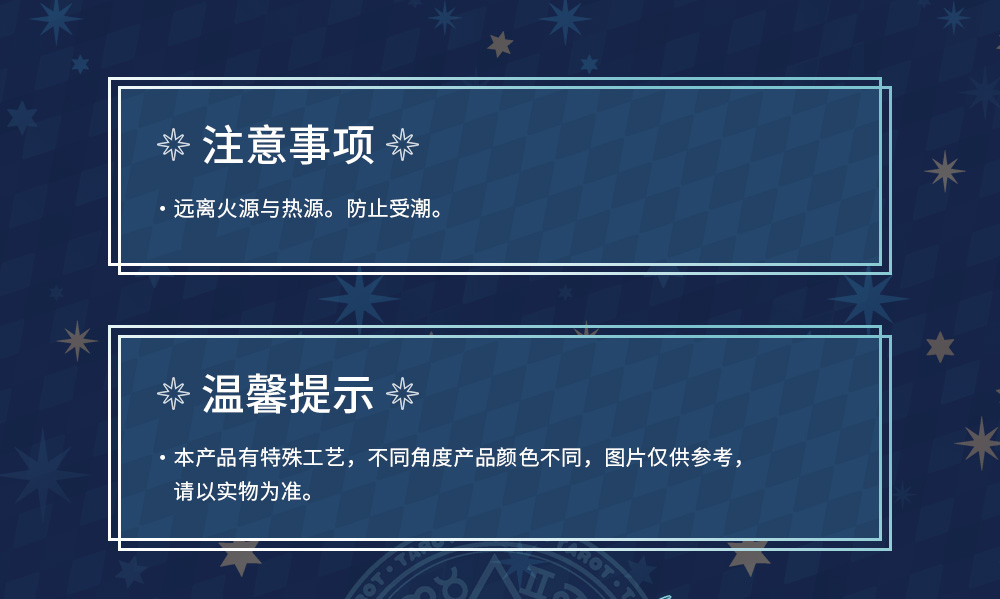 注意事项
·远离火源与热源。防止受潮。
温馨提示
·本产品有特殊工艺，不同角度产品颜色不同，图片仅供参考，
请以实物为准。
TAROT · TAROT ·